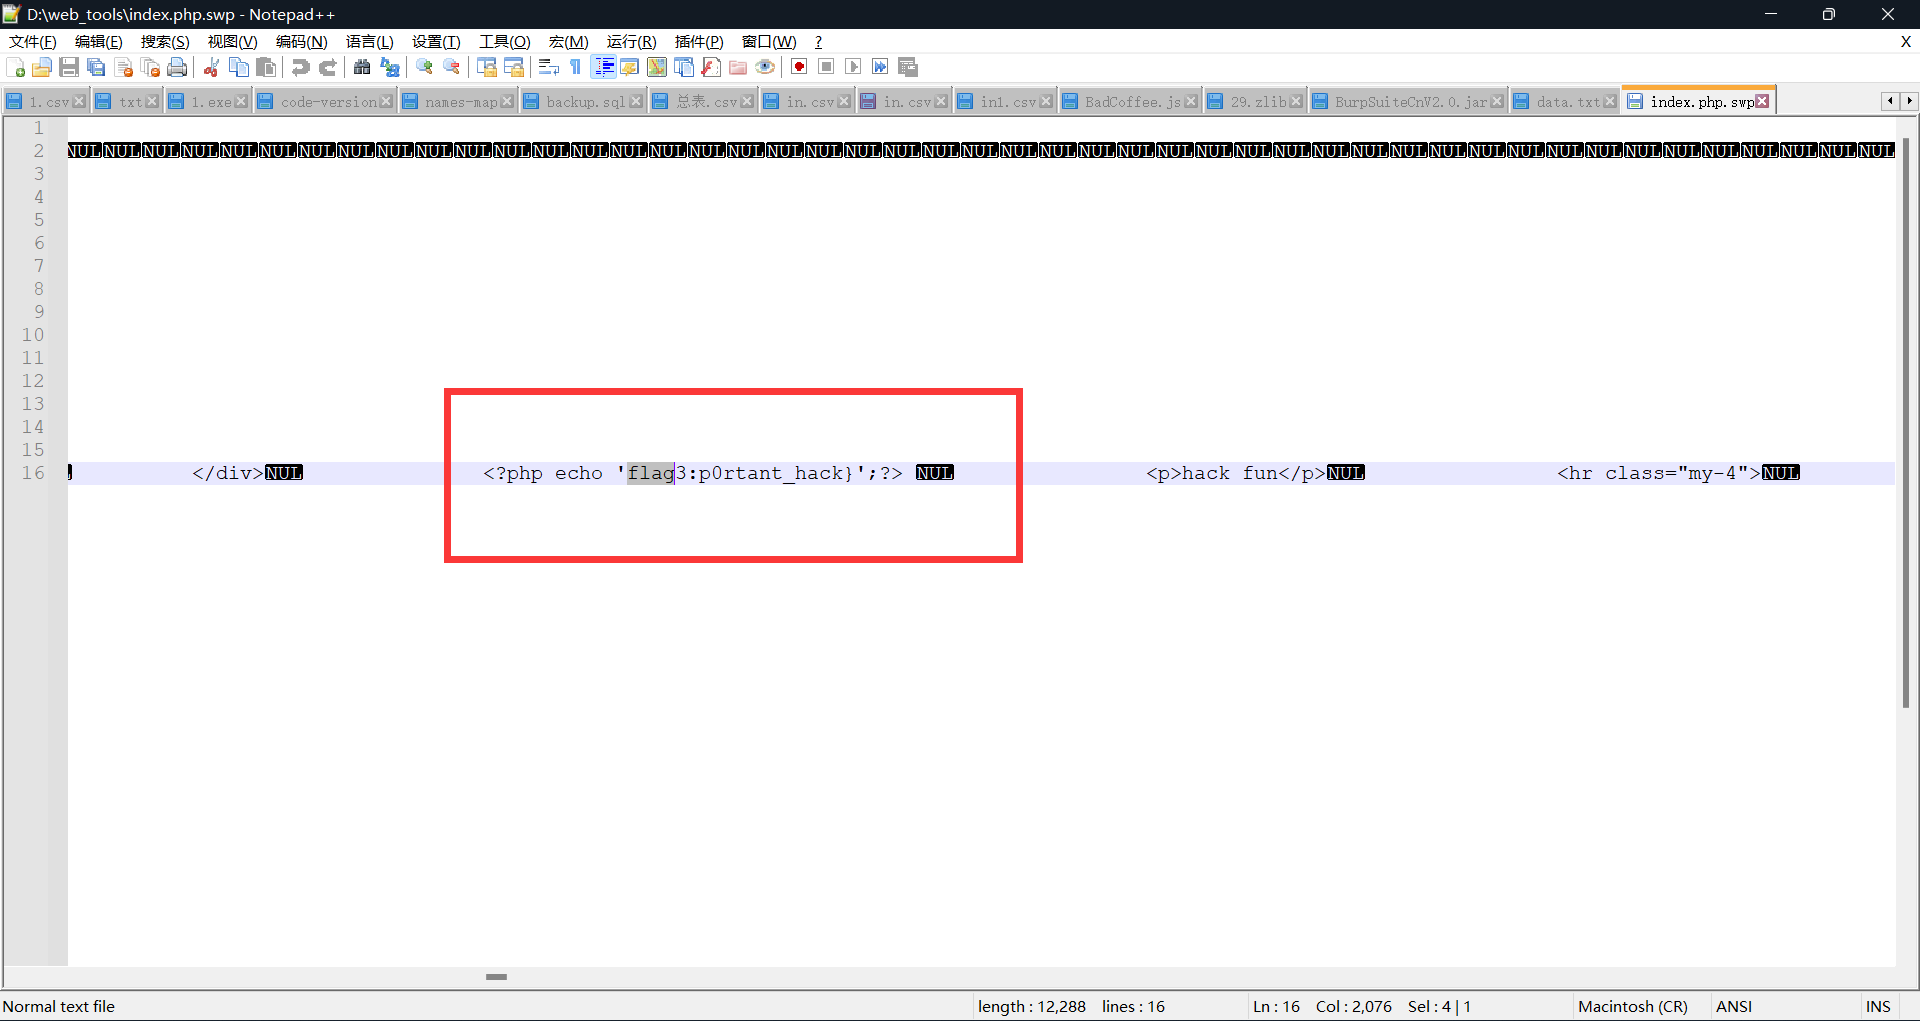 D:\web_tools\index.php.swp - Notepad++
文件(F) 编辑(E) 搜索(S) 视图(V) 编码(N) 语言(L) 设置(T) 工具(O) 宏(M) 运行(R) 插件(P) 窗口(W) ? X
1.csv txt 1.exe code-version names-map backup.sql 总表.csv in.csv in.csv in1.csv BadCoffee.js 29.zlib BurpSuiteCnV2.0.jar data.txt index.php.swp
1
2 NULNULNULNULNULNULNULNULNULNULNULNULNULNULNULNULNULNULNULNULNULNULNULNULNULNULNULNULNULNULNULNULNULNULNULNULNULNULNULNULNULNULNULNULNULNULNUL
3
4
5
6
7
8
9
10
11
12
13
14
15
16 </div>NUL <?php echo 'flag3:p0rtant_hack}';?> NUL <p>hack fun</p>NUL <hr class="my-4">NUL
Normal text file length : 12,288 lines : 16 Ln : 16 Col : 2,076 Sel : 4 | 1 Macintosh (CR) ANSI INS